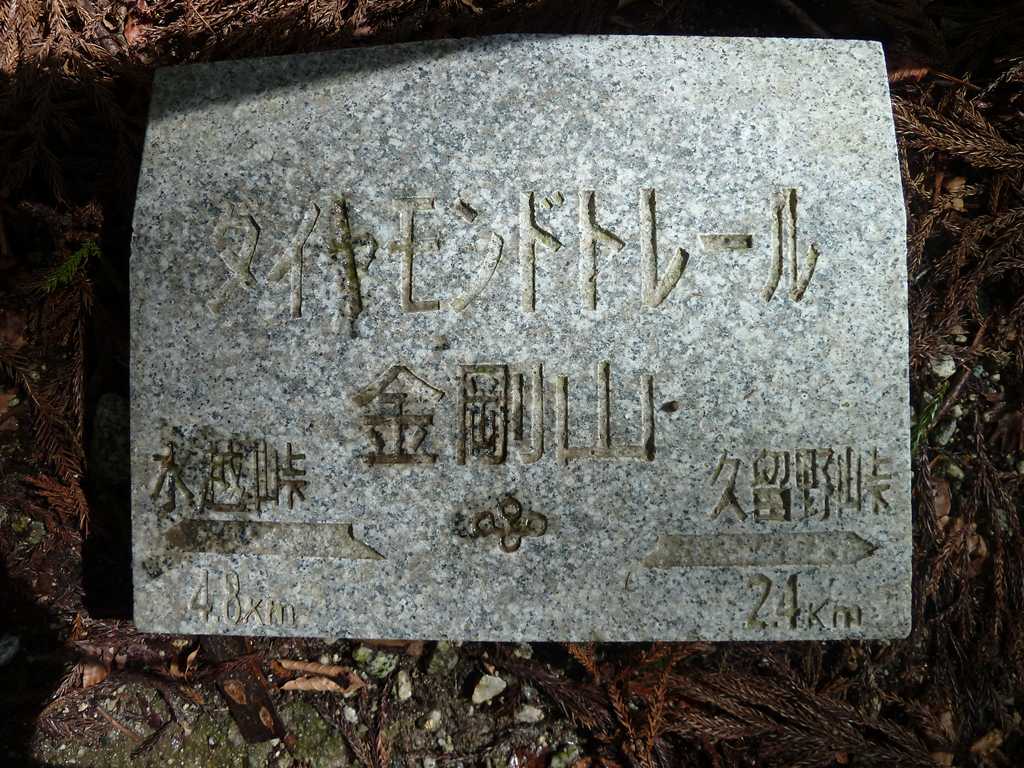 ダイヤモンドトレール
金剛山
水越峠
久留野峠
4.8Km
2.4Km